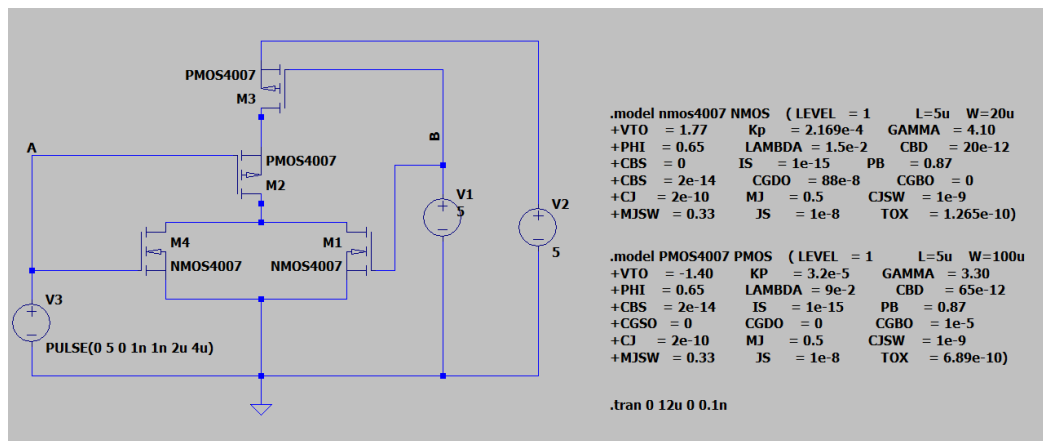 PMOS4007
M3
B
A
PMOS4007
M2
V1
5
V2
5
M4
M1
NMOS4007
NMOS4007
V3
PULSE(0 5 0 1n 1n 2u 4u)
.model nmos4007 NMOS ( LEVEL = 1 L=5u W=20u
+VTO = 1.77 Kp = 2.169e-4 GAMMA = 4.10
+PHI = 0.65 LAMBDA = 1.5e-2 CBD = 20e-12
+CBS = 0 IS = 1e-15 PB = 0.87
+CBS = 2e-14 CGDO = 88e-8 CGBO = 0
+CJ = 2e-10 MJ = 0.5 CJSW = 1e-9
+MJSW = 0.33 JS = 1e-8 TOX = 1.265e-10)
.model PMOS4007 PMOS ( LEVEL = 1 L=5u W=100u
+VTO = -1.40 KP = 3.2e-5 GAMMA = 3.30
+PHI = 0.65 LAMBDA = 9e-2 CBD = 65e-12
+CBS = 2e-14 IS = 1e-15 PB = 0.87
+CGSO = 0 CGDO = 0 CGBO = 1e-5
+CJ = 2e-10 MJ = 0.5 CJSW = 1e-9
+MJSW = 0.33 JS = 1e-8 TOX = 6.89e-10)
.tran 0 12u 0 0.1n